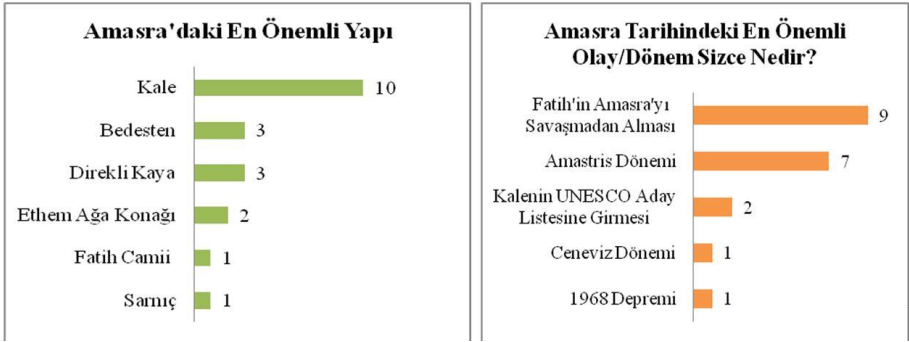 Amasra'daki En Önemli Yapı
Kale 10
Bedesten 3
Direkli Kaya 3
Ethem Ağa Konağı 2
Fatih Camii 1
Sarnıç 1
Amasra Tarihindeki En Önemli
Olay/Dönem Sizce Nedir?
Fatih'in Amasra'yı
Savaşmadan Alması 9
Amastris Dönemi 7
Kalenin UNESCO Aday
Listesine Girmesi 2
Ceneviz Dönemi 1
1968 Depremi 1